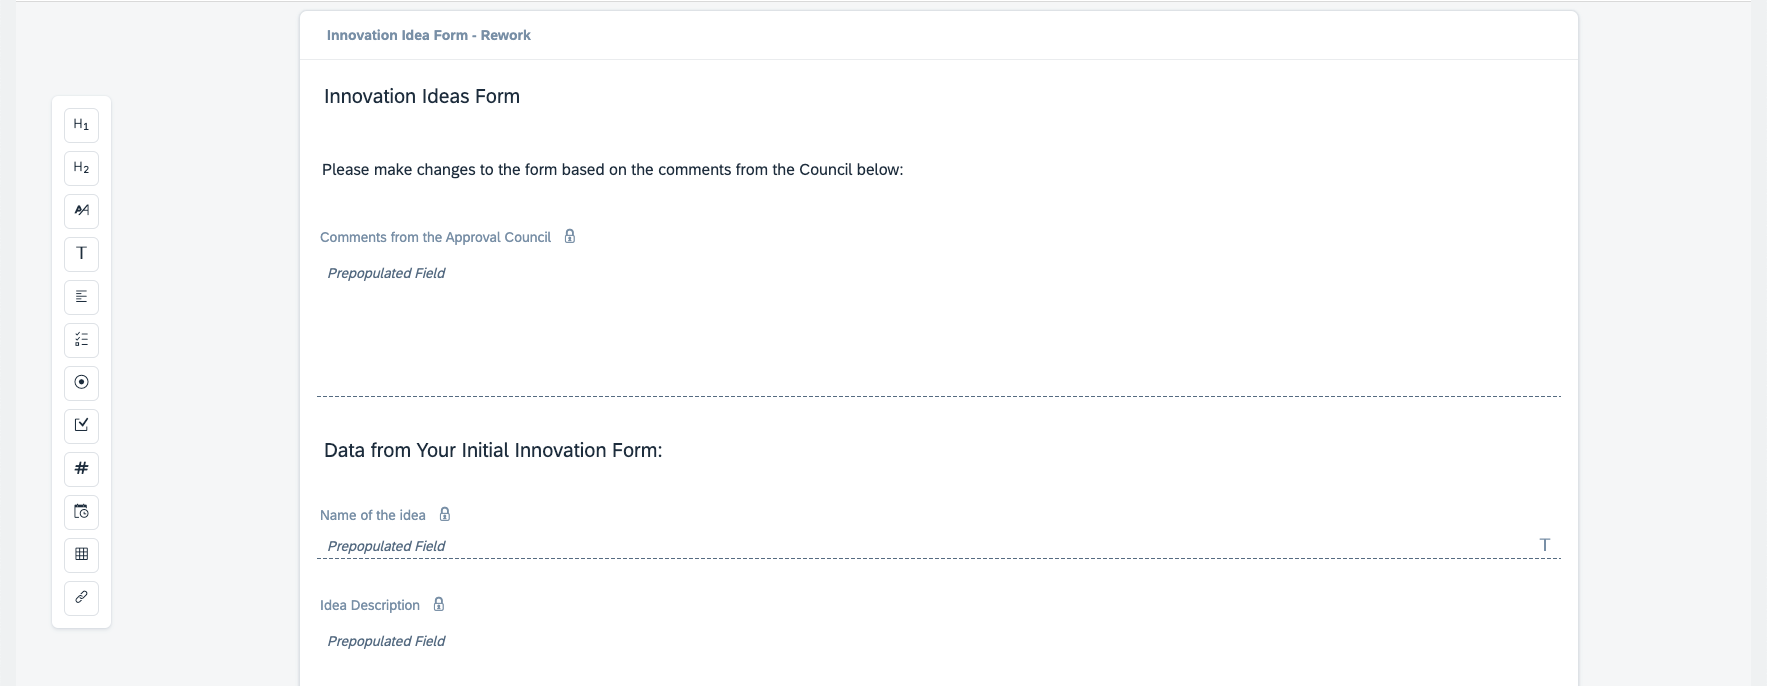 Innovation Idea Form - Rework
Innovation Ideas Form
H1
H2
AA
T
Please make changes to the form based on the comments from the Council below:
Comments from the Approval Council
Prepopulated Field
#
Data from Your Initial Innovation Form:
Name of the idea
Prepopulated Field T
Idea Description
Prepopulated Field